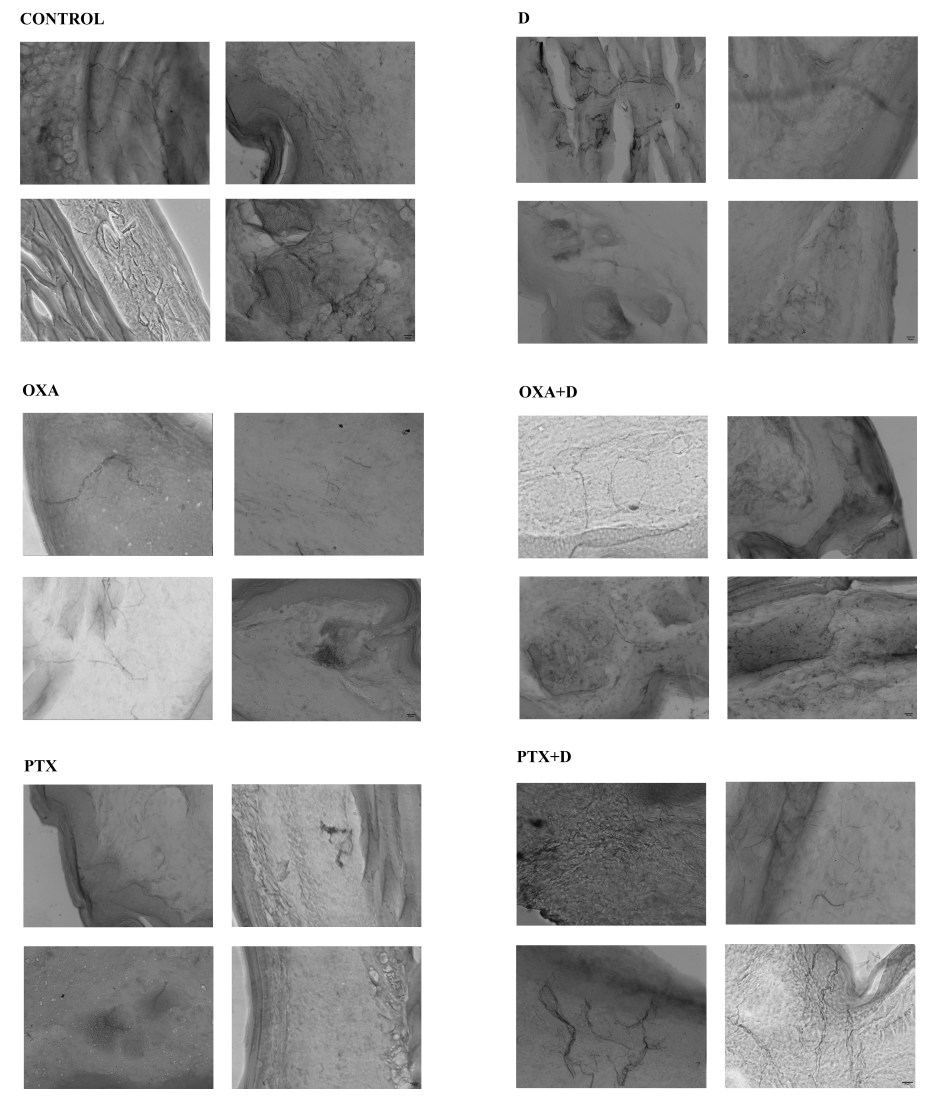 CONTROL
D
OXA
OXA+D
PTX
PTX+D